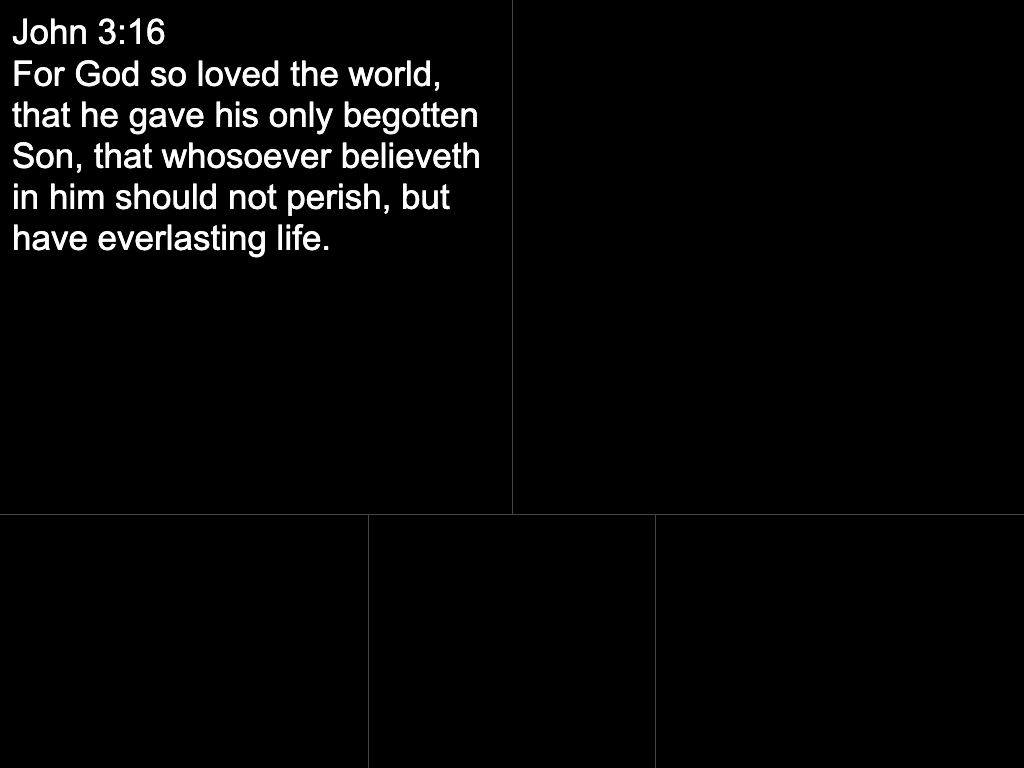 John 3:16
For God so loved the world,
that he gave his only begotten
Son, that whosoever believeth
in him should not perish, but
have everlasting life.